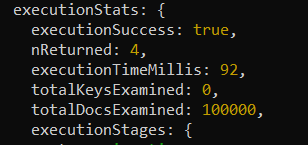 executionStats: {
executionSuccess: true,
nReturned: 4,
executionTimeMillis: 92,
totalKeysExamined: 0,
totalDocsExamined: 100000,
executionStages: {